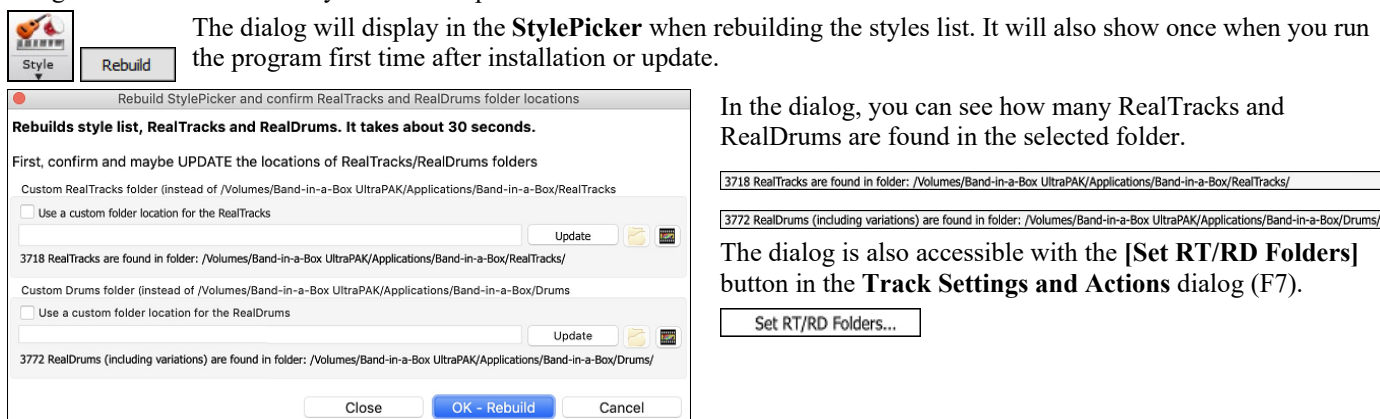 The dialog will display in the StylePicker when rebuilding the styles list. It will also show once when you run
the program first time after installation or update.
Style
Rebuild
Rebuild StylePicker and confirm RealTracks and RealDrums folder locations
Rebuilds style list, RealTracks and RealDrums. It takes about 30 seconds.
First, confirm and maybe UPDATE the locations of RealTracks/RealDrums folders
Custom RealTracks folder (instead of /Volumes/Band-in-a-Box UltraPAK/Applications/Band-in-a-Box/RealTracks
Use a custom folder location for the RealTracks
Update
3718 RealTracks are found in folder: /Volumes/Band-in-a-Box UltraPAK/Applications/Band-in-a-Box/RealTracks/
Custom Drums folder (instead of /Volumes/Band-in-a-Box UltraPAK/Applications/Band-in-a-Box/Drums
Use a custom folder location for the RealDrums
Update
3772 RealDrums (including variations) are found in folder: /Volumes/Band-in-a-Box UltraPAK/Applications/Band-in-a-Box/Drums/
Close
OK - Rebuild
Cancel
In the dialog, you can see how many RealTracks and
RealDrums are found in the selected folder.
3718 RealTracks are found in folder: /Volumes/Band-in-a-Box UltraPAK/Applications/Band-in-a-Box/RealTracks/
3772 RealDrums (including variations) are found in folder: /Volumes/Band-in-a-Box UltraPAK/Applications/Band-in-a-Box/Drums/
The dialog is also accessible with the [Set RT/RD Folders]
button in the Track Settings and Actions dialog (F7).
Set RT/RD Folders...